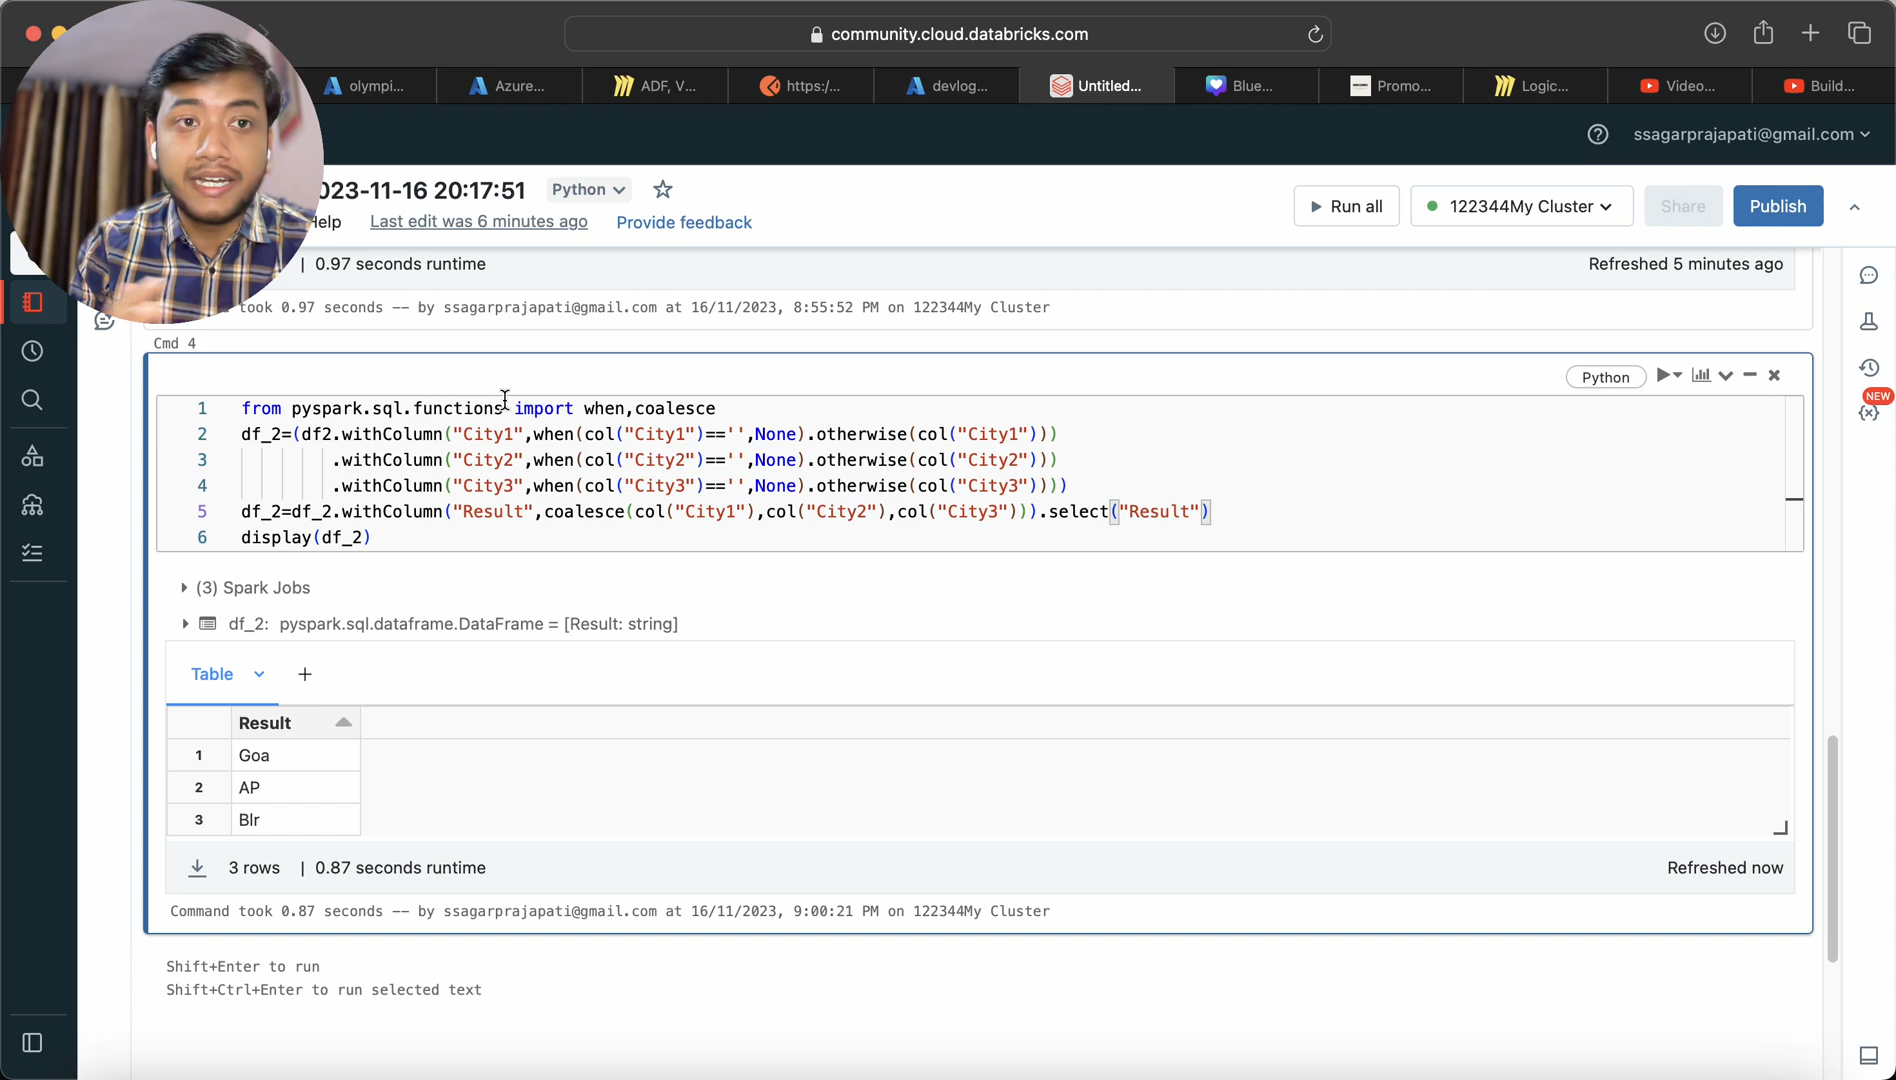 community.cloud.databricks.com
olympi...
Azure...
ADF, V...
https:/...
devlog...
Untitled...
Blue...
Promo...
Logic...
Video...
Build...
ssagarprajapati@gmail.com
023-11-16 20:17:51
Python
Help
Last edit was 6 minutes ago
Provide feedback
Run all
122344My Cluster
Share
Publish
| 0.97 seconds runtime
Refreshed 5 minutes ago
took 0.97 seconds -- by ssagarprajapati@gmail.com at 16/11/2023, 8:55:52 PM on 122344My Cluster
Cmd 4
Python
NEW
1 from pyspark.sql.functions import when,coalesce
2 df_2=(df2.withColumn("City1",when(col("City1")=='',None).otherwise(col("City1")))
3 .withColumn("City2",when(col("City2")=='',None).otherwise(col("City2")))
4 .withColumn("City3",when(col("City3")=='',None).otherwise(col("City3"))))
5 df_2=df_2.withColumn("Result",coalesce(col("City1"),col("City2"),col("City3"))).select("Result")
6 display(df_2)
(3) Spark Jobs
df_2: pyspark.sql.dataframe.DataFrame = [Result: string]
Table
+
Result
1 Goa
2 AP
3 Blr
3 rows | 0.87 seconds runtime
Refreshed now
Command took 0.87 seconds -- by ssagarprajapati@gmail.com at 16/11/2023, 9:00:21 PM on 122344My Cluster
Shift+Enter to run
Shift+Ctrl+Enter to run selected text